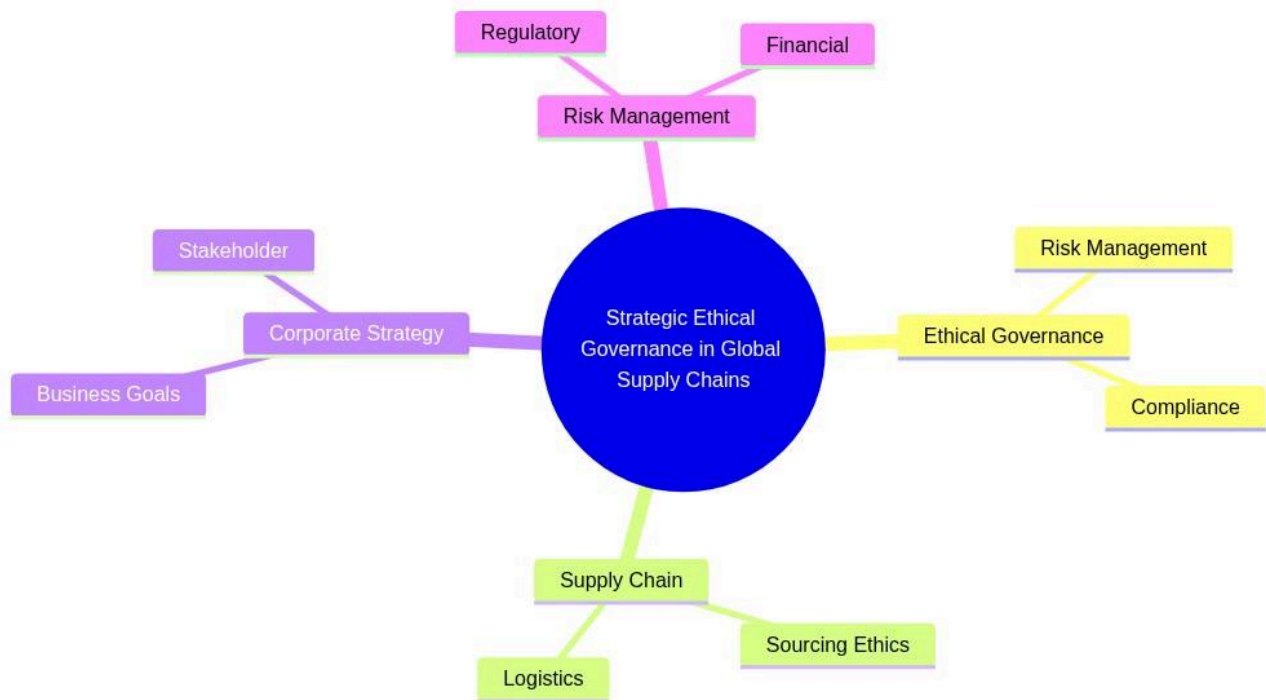 Regulatory
Financial
Risk Management
Stakeholder
Corporate Strategy
Business Goals
Strategic Ethical
Governance in Global
Supply Chains
Risk Management
Ethical Governance
Compliance
Supply Chain
Sourcing Ethics
Logistics